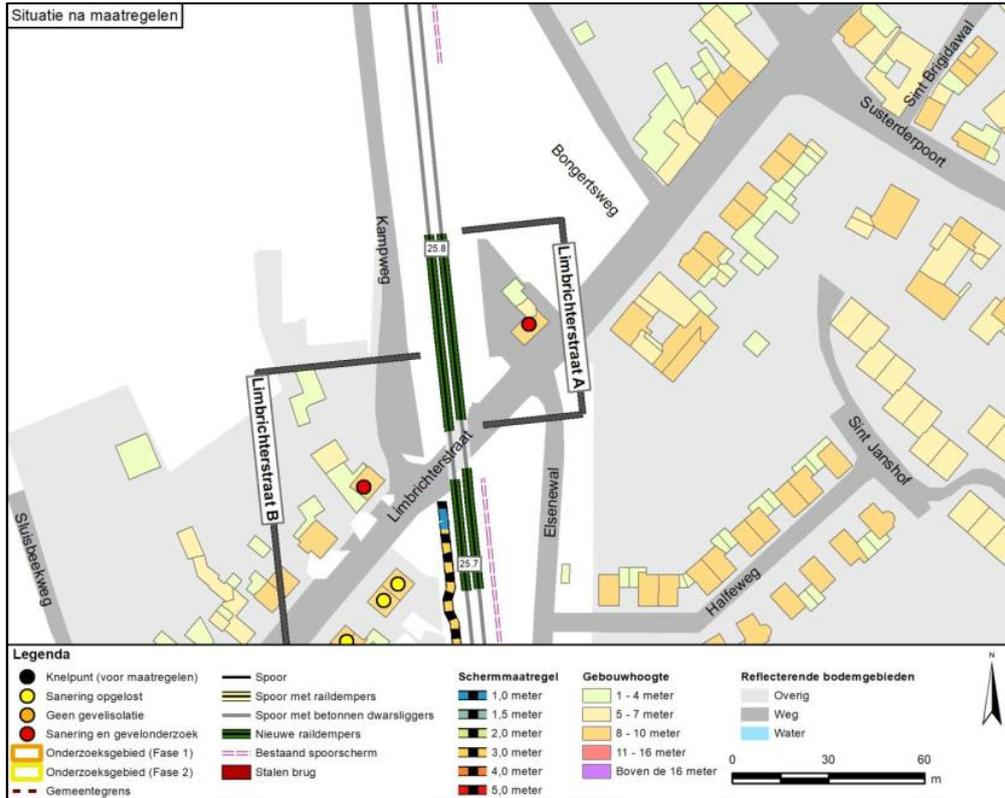 Situatie na maatregelen
Sint Brigidawal
Susterderpoort
Bongertsweg
Kampweg
25.8
Limbrichterstraat A
Limbrichterstraat B
Limbrichterstraat
Sint Janshof
Elsenewal
25.7
Halfeweg
Sluisbeekweg
Legenda
Knelpunt (voor maatregelen)
Sanering opgelost
Geen gevelisolatie
Sanering en gevelonderzoek
Onderzoeksgebied (Fase 1)
Onderzoeksgebied (Fase 2)
Gemeentegrens
Spoor
Spoor met raildempers
Spoor met betonnen dwarsliggers
Nieuwe raildempers
Bestaand spoorscherm
Stalen brug
Schermmaatregel
1,0 meter
1,5 meter
2,0 meter
3,0 meter
4,0 meter
5,0 meter
Gebouwhoogte
1 - 4 meter
5 - 7 meter
8 - 10 meter
11 - 16 meter
Boven de 16 meter
Reflecterende bodemgebieden
Overig
Weg
Water
N
0 30 60
m